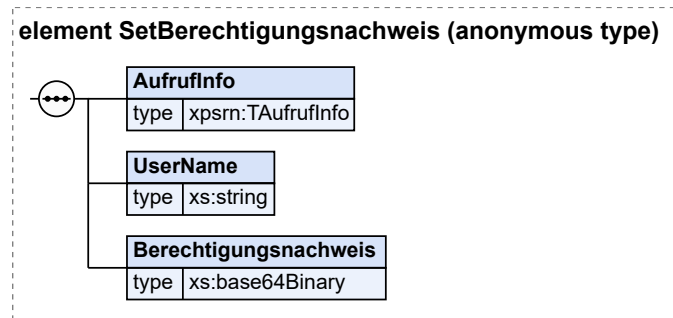 element SetBerechtigungsnachweis (anonymous type)
AufrufInfo
type xpsrn:TAufrufInfo
UserName
type xs:string
Berechtigungsnachweis
type xs:base64Binary